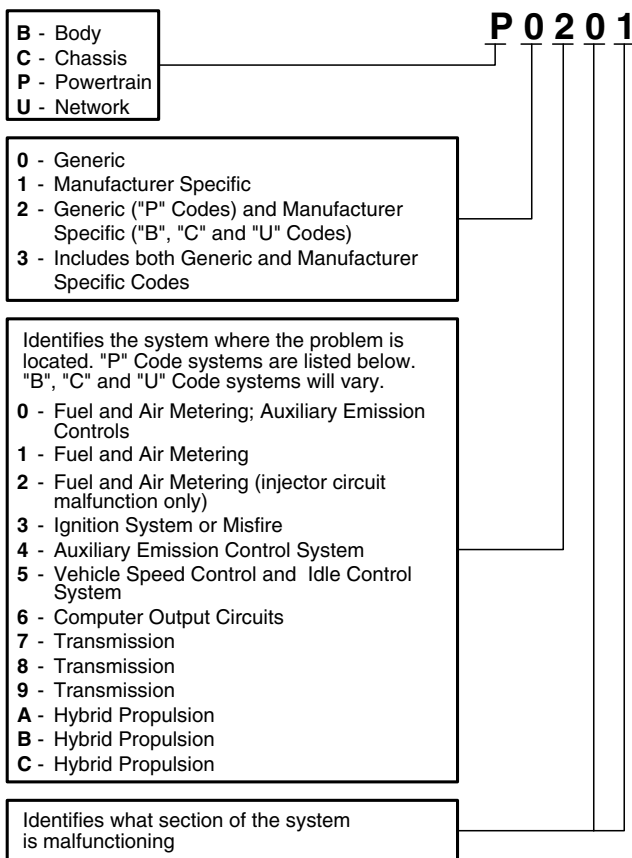 P 0 2 0 1
B - Body
C - Chassis
P - Powertrain
U - Network
0 - Generic
1 - Manufacturer Specific
2 - Generic ("P" Codes) and Manufacturer
Specific ("B", "C" and "U" Codes)
3 - Includes both Generic and Manufacturer
Specific Codes
Identifies the system where the problem is
located. "P" Code systems are listed below.
"B", "C" and "U" Code systems will vary.
0 - Fuel and Air Metering; Auxiliary Emission
Controls
1 - Fuel and Air Metering
2 - Fuel and Air Metering (injector circuit
malfunction only)
3 - Ignition System or Misfire
4 - Auxiliary Emission Control System
5 - Vehicle Speed Control and Idle Control
System
6 - Computer Output Circuits
7 - Transmission
8 - Transmission
9 - Transmission
A - Hybrid Propulsion
B - Hybrid Propulsion
C - Hybrid Propulsion
Identifies what section of the system
is malfunctioning